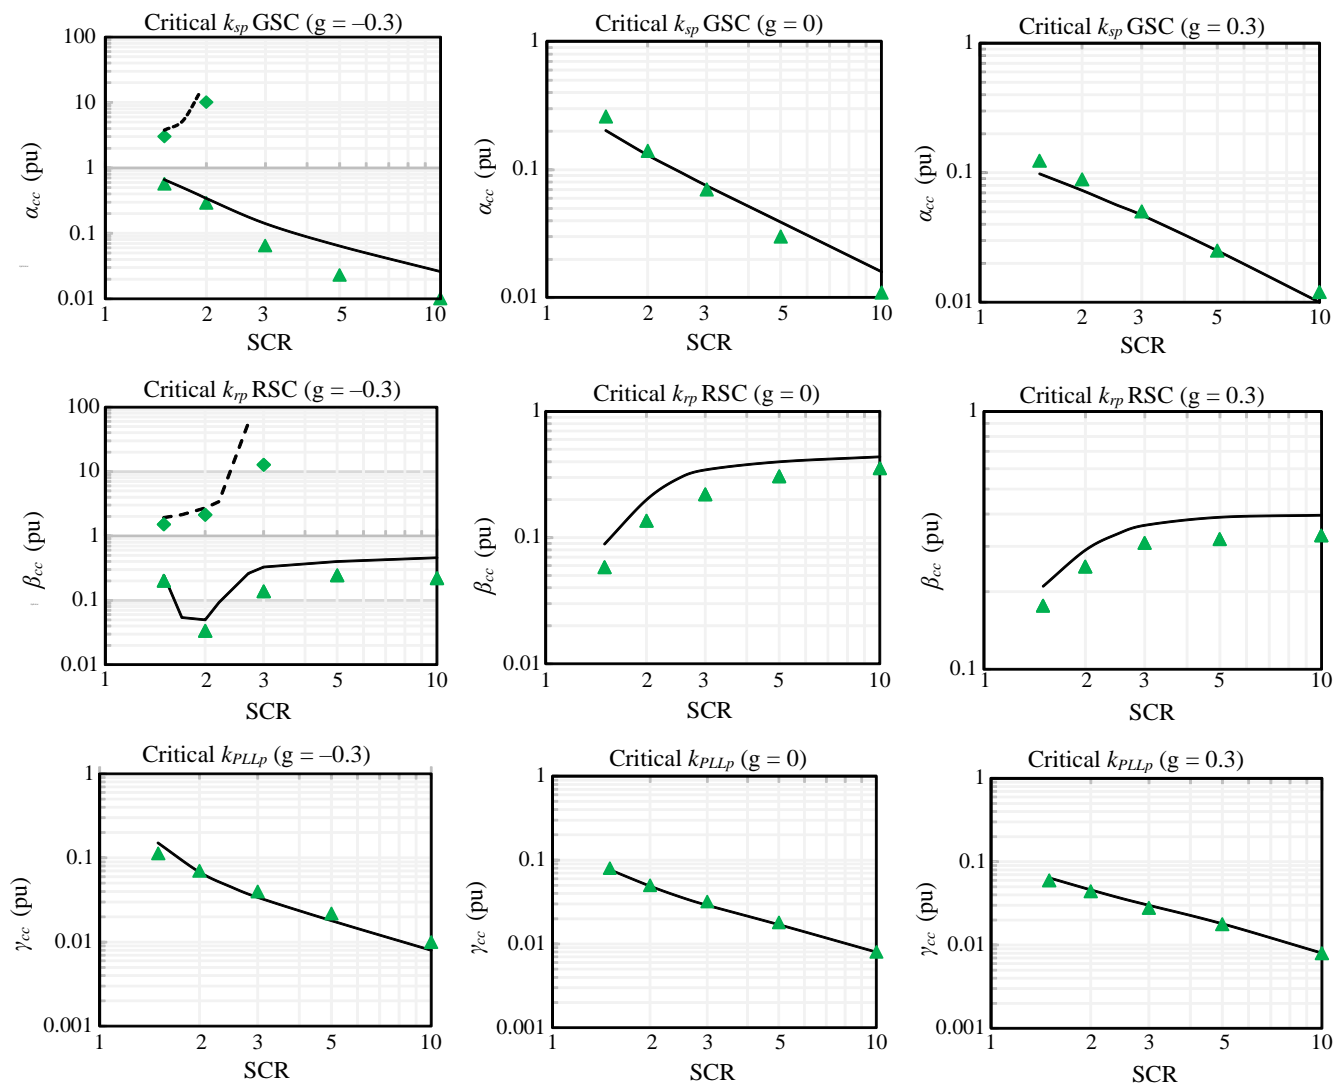 Critical ksp GSC (g = –0.3)
100
10
1
0.1
0.01
αcc (pu)
1
2
3
5
10
SCR
Critical ksp GSC (g = 0)
1
0.1
0.01
αcc (pu)
1
2
3
5
10
SCR
Critical ksp GSC (g = 0.3)
1
0.1
0.01
αcc (pu)
1
2
3
5
10
SCR
Critical krp RSC (g = –0.3)
100
10
1
0.1
0.01
βcc (pu)
1
2
3
5
10
SCR
Critical krp RSC (g = 0)
1
0.1
0.01
βcc (pu)
1
2
3
5
10
SCR
Critical krp RSC (g = 0.3)
1
0.1
βcc (pu)
1
2
3
5
10
SCR
Critical kPLLp (g = –0.3)
1
0.1
0.01
0.001
γcc (pu)
1
2
3
5
10
SCR
Critical kPLLp (g = 0)
1
0.1
0.01
0.001
γcc (pu)
1
2
3
5
10
SCR
Critical kPLLp (g = 0.3)
1
0.1
0.01
0.001
γcc (pu)
1
2
3
5
10
SCR